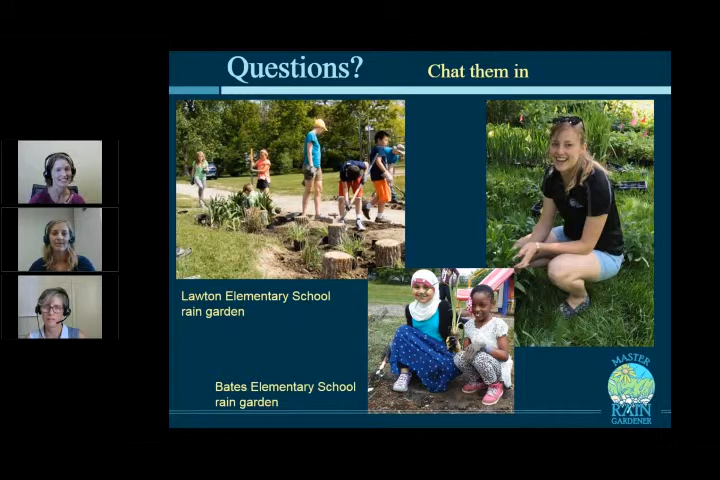 Questions?
Chat them in
Lawton Elementary School
rain garden
Bates Elementary School
rain garden
MASTER
RAIN
GARDENER